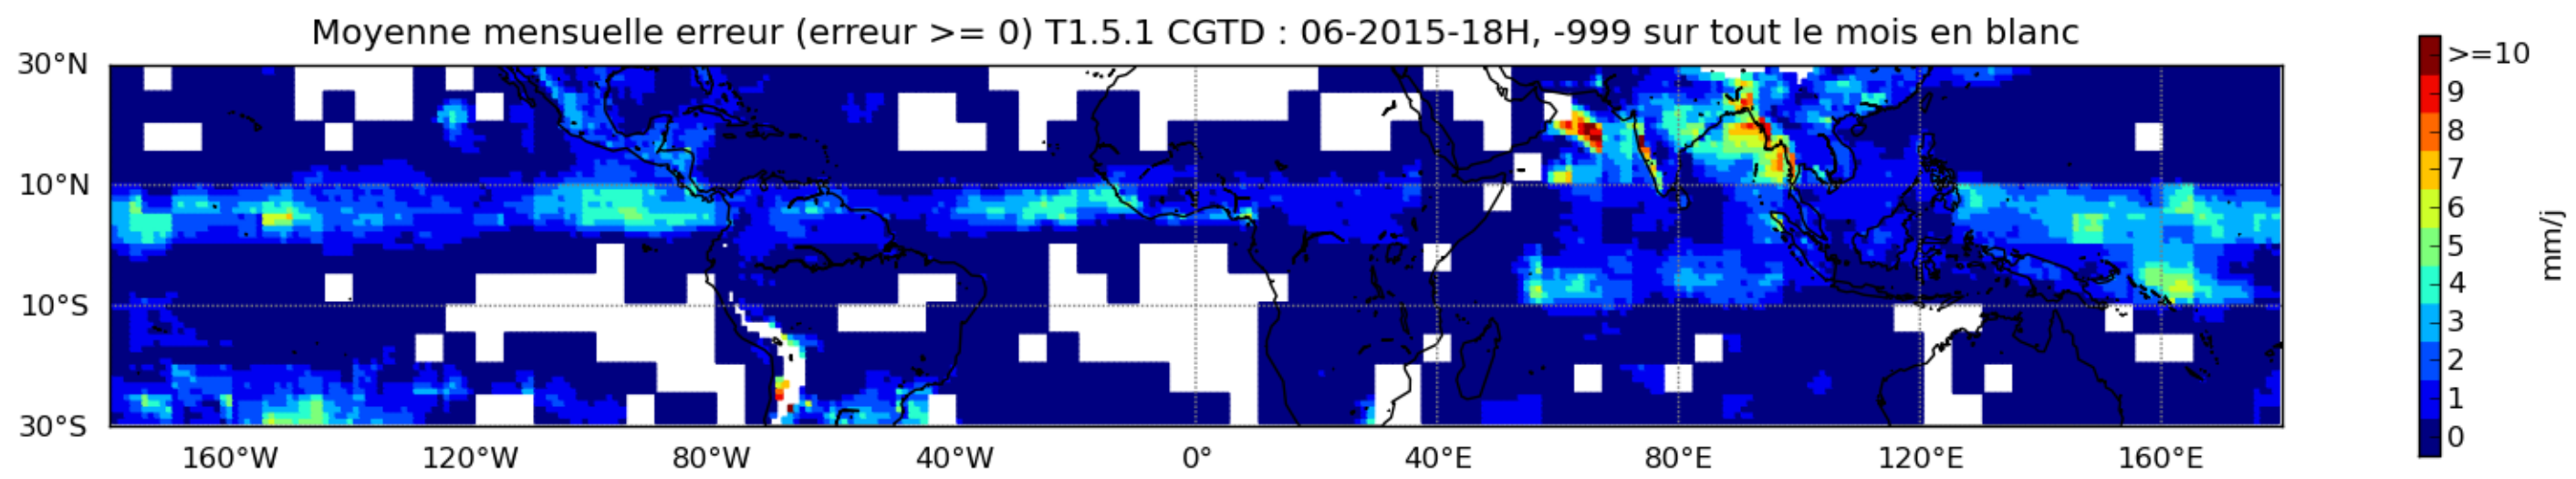 Moyenne mensuelle erreur (erreur >= 0) T1.5.1 CGTD : 06-2015-18H, -999 sur tout le mois en blanc
30°N
10°N
10°S
30°S
160°W 120°W 80°W 40°W 0° 40°E 80°E 120°E 160°E
>=10
9
8
7
6
5
4
3
2
1
0
mm/j